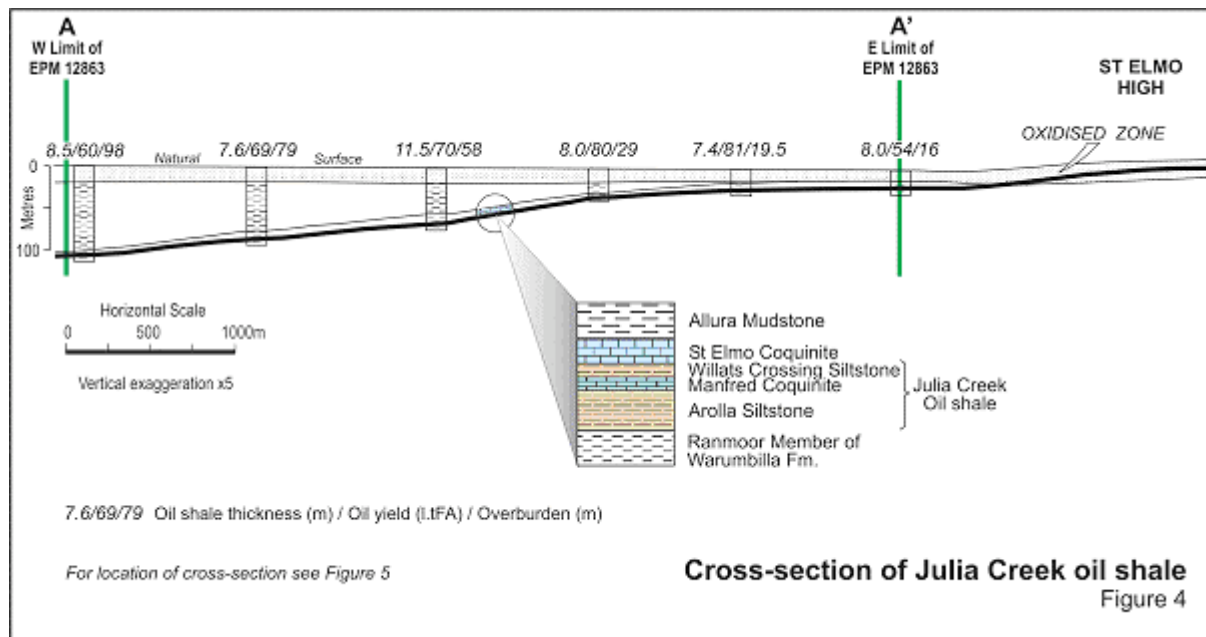 A
W Limit of
EPM 12863
A'
E Limit of
EPM 12863
ST ELMO
HIGH
OXIDISED ZONE
8.5/60/98
Natural
7.6/69/79
Surface
11.5/70/58
8.0/80/29
7.4/81/19.5
8.0/54/16
0
Metres
100
Horizontal Scale
0 500 1000m
Vertical exaggeration x5
Allura Mudstone
St Elmo Coquinite
Willats Crossing Siltstone
Manfred Coquinite
Arolla Siltstone
Julia Creek
Oil shale
Ranmoor Member of
Warumbilla Fm.
7.6/69/79 Oil shale thickness (m) / Oil yield (l.tFA) / Overburden (m)
For location of cross-section see Figure 5
Cross-section of Julia Creek oil shale
Figure 4